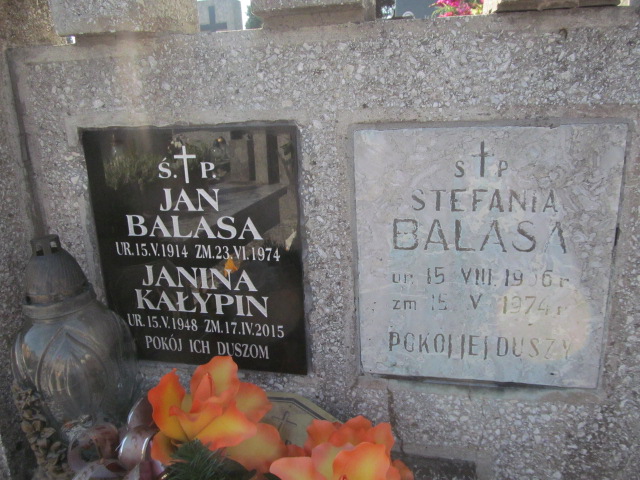 Ś.P.
JAN
BALASA
UR.15.V.1914 ZM.23.VI.1974
JANINA
KAŁYPIN
UR.15.V.1948 ZM.17.IV.2015
POKÓJ ICH DUSZOM
S P
STEFANIA
BALASA
ur. 15 VIII 1916 r
zm 15 V 1974 r
POKOJ JEJ DUSZY